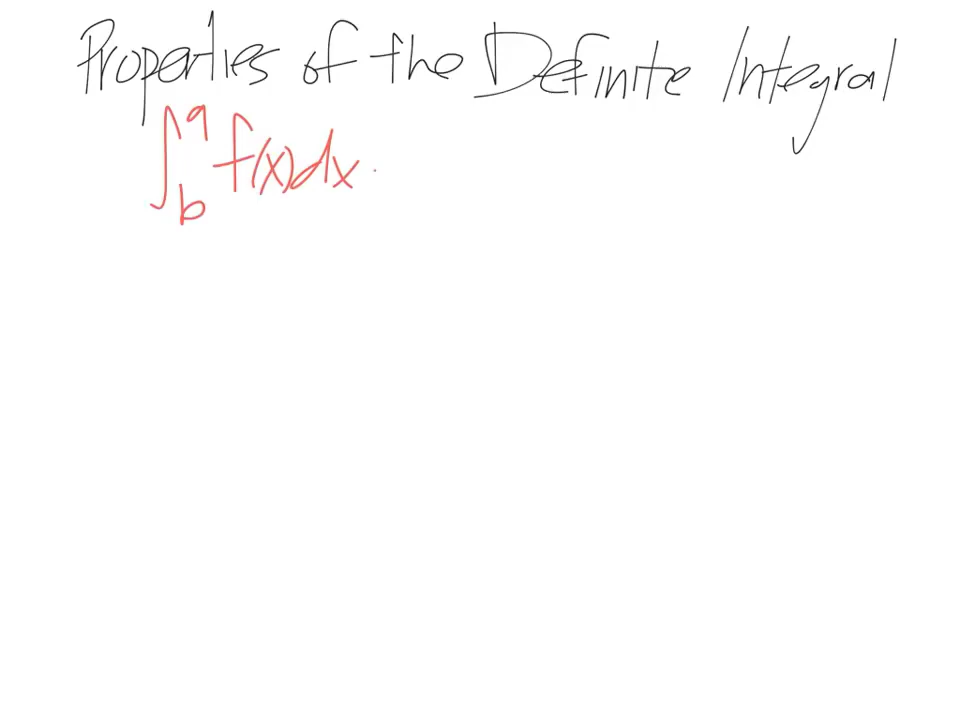 Properties of the Definite Integral
∫_b^a f(x)dx